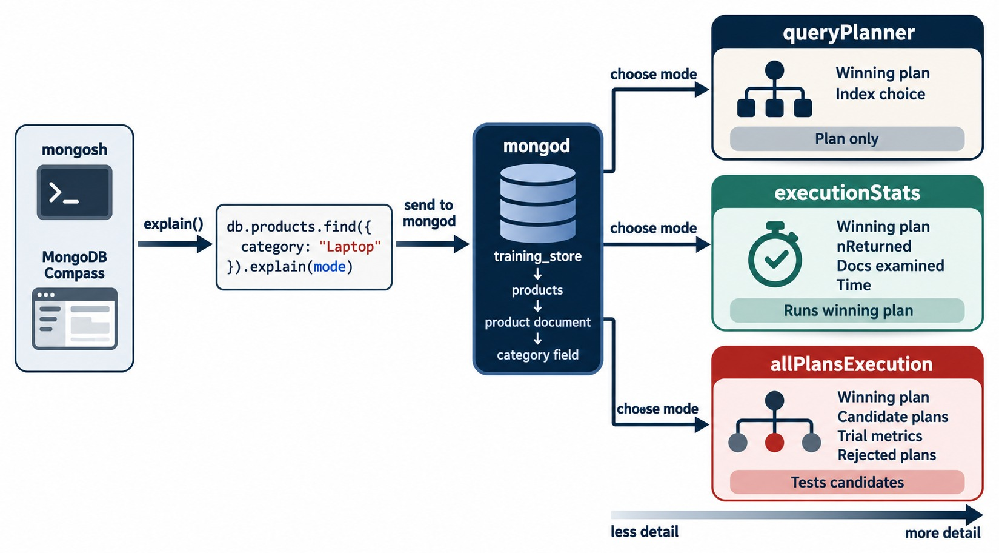 mongosh
MongoDB
Compass
explain()
db.products.find({
category: "Laptop"
}).explain(mode)
send to
mongod
mongod
training_store
products
product document
category field
choose mode
queryPlanner
Winning plan
Index choice
Plan only
choose mode
executionStats
Winning plan
nReturned
Docs examined
Time
Runs winning plan
choose mode
allPlansExecution
Winning plan
Candidate plans
Trial metrics
Rejected plans
Tests candidates
less detail
more detail